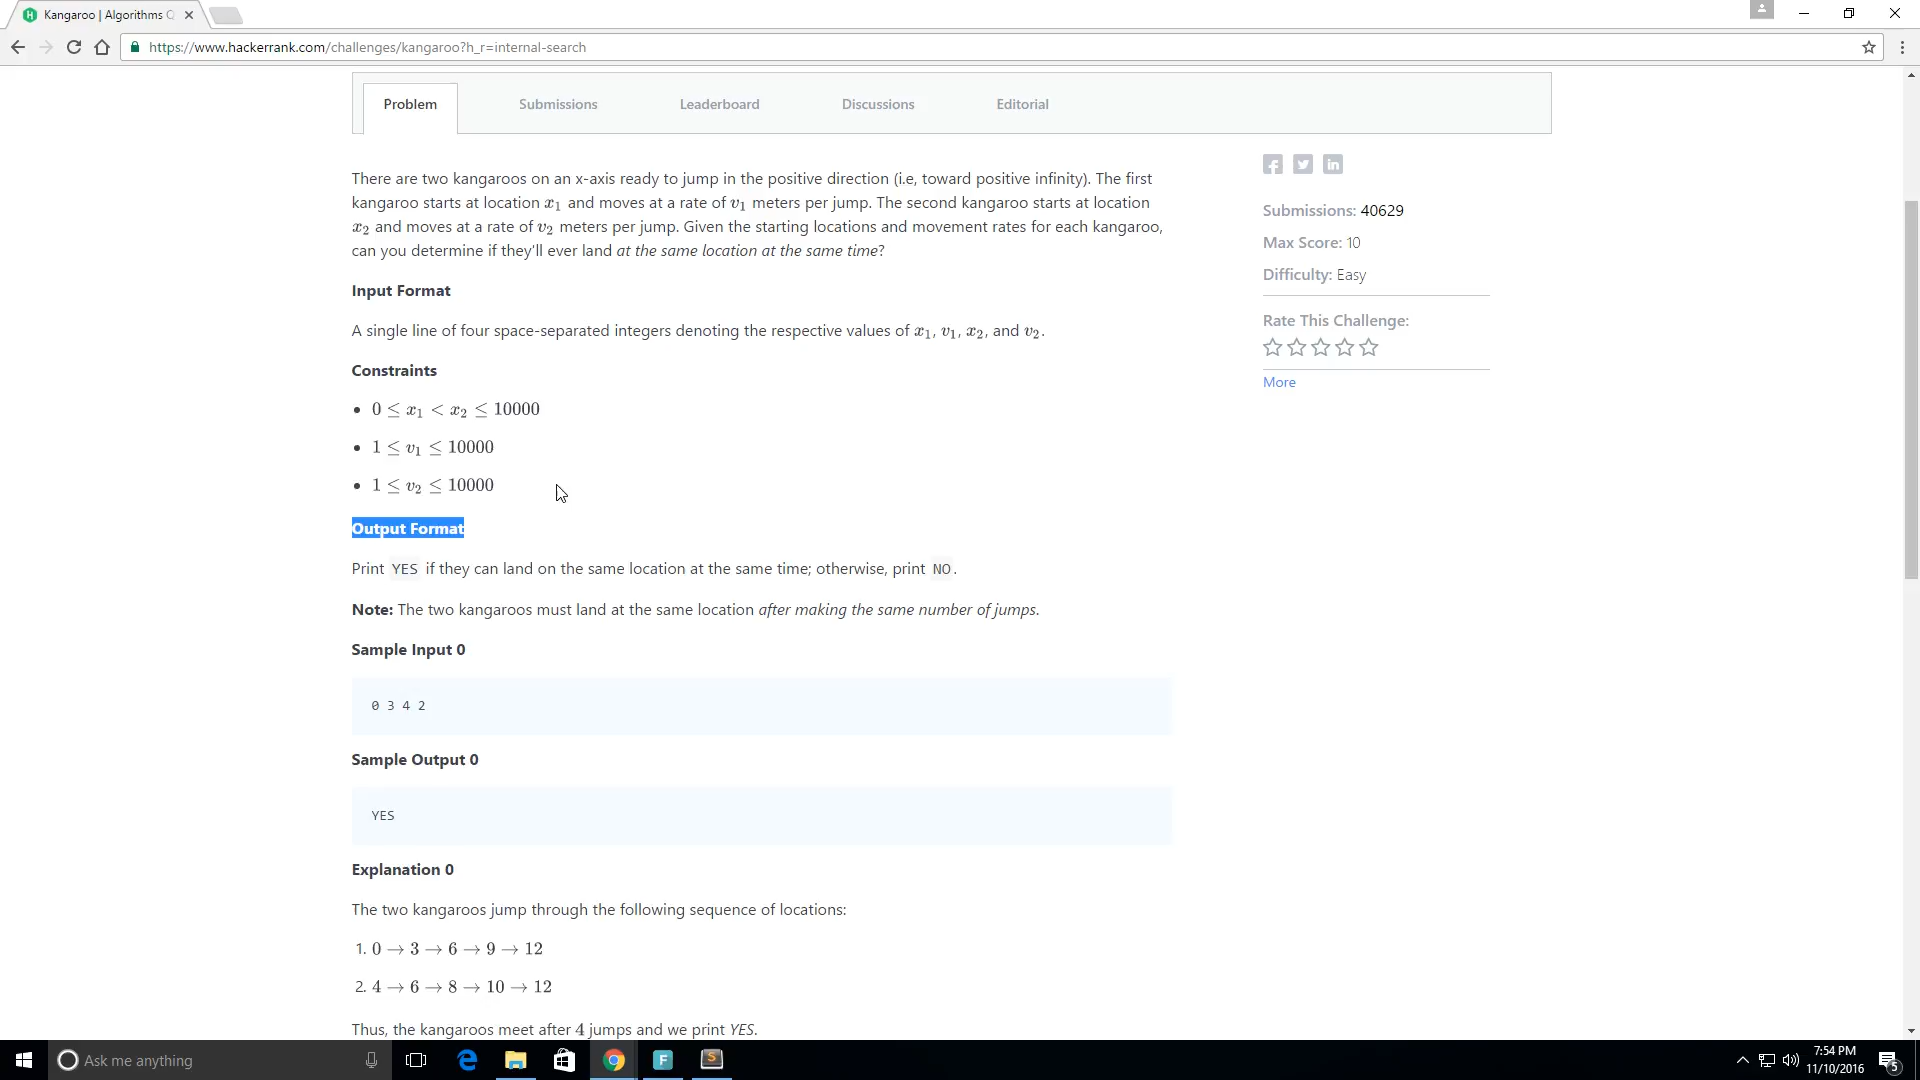 Kangaroo | Algorithms Q
https://www.hackerrank.com/challenges/kangaroo?h_r=internal-search
Problem
Submissions
Leaderboard
Discussions
Editorial
There are two kangaroos on an x-axis ready to jump in the positive direction (i.e, toward positive infinity). The first
kangaroo starts at location x₁ and moves at a rate of v₁ meters per jump. The second kangaroo starts at location
x₂ and moves at a rate of v₂ meters per jump. Given the starting locations and movement rates for each kangaroo,
can you determine if they'll ever land at the same location at the same time?
Input Format
A single line of four space-separated integers denoting the respective values of x₁, v₁, x₂, and v₂.
Constraints
• 0 ≤ x₁ < x₂ ≤ 10000
• 1 ≤ v₁ ≤ 10000
• 1 ≤ v₂ ≤ 10000
Output Format
Print YES if they can land on the same location at the same time; otherwise, print NO.
Note: The two kangaroos must land at the same location after making the same number of jumps.
Sample Input 0
0 3 4 2
Sample Output 0
YES
Explanation 0
The two kangaroos jump through the following sequence of locations:
1. 0 → 3 → 6 → 9 → 12
2. 4 → 6 → 8 → 10 → 12
Thus, the kangaroos meet after 4 jumps and we print YES.
Submissions: 40629
Max Score: 10
Difficulty: Easy
Rate This Challenge:
More
Ask me anything
7:54 PM
11/10/2016
5